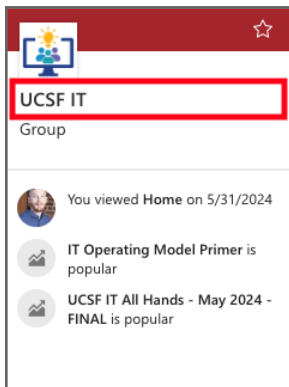 UCSF IT
Group
You viewed Home on 5/31/2024
IT Operating Model Primer is
popular
UCSF IT All Hands - May 2024 -
FINAL is popular